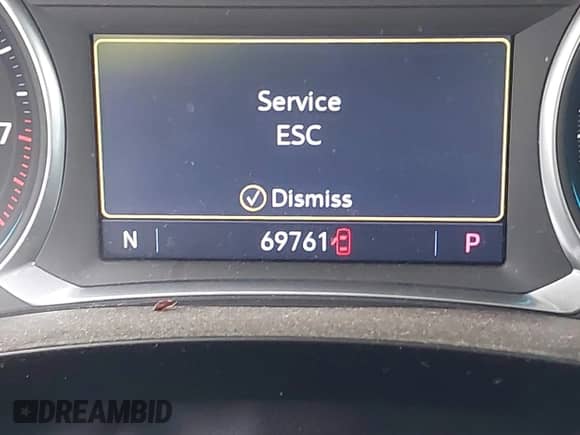 Service
ESC
Dismiss
7
N 69761 P
DREAMBID